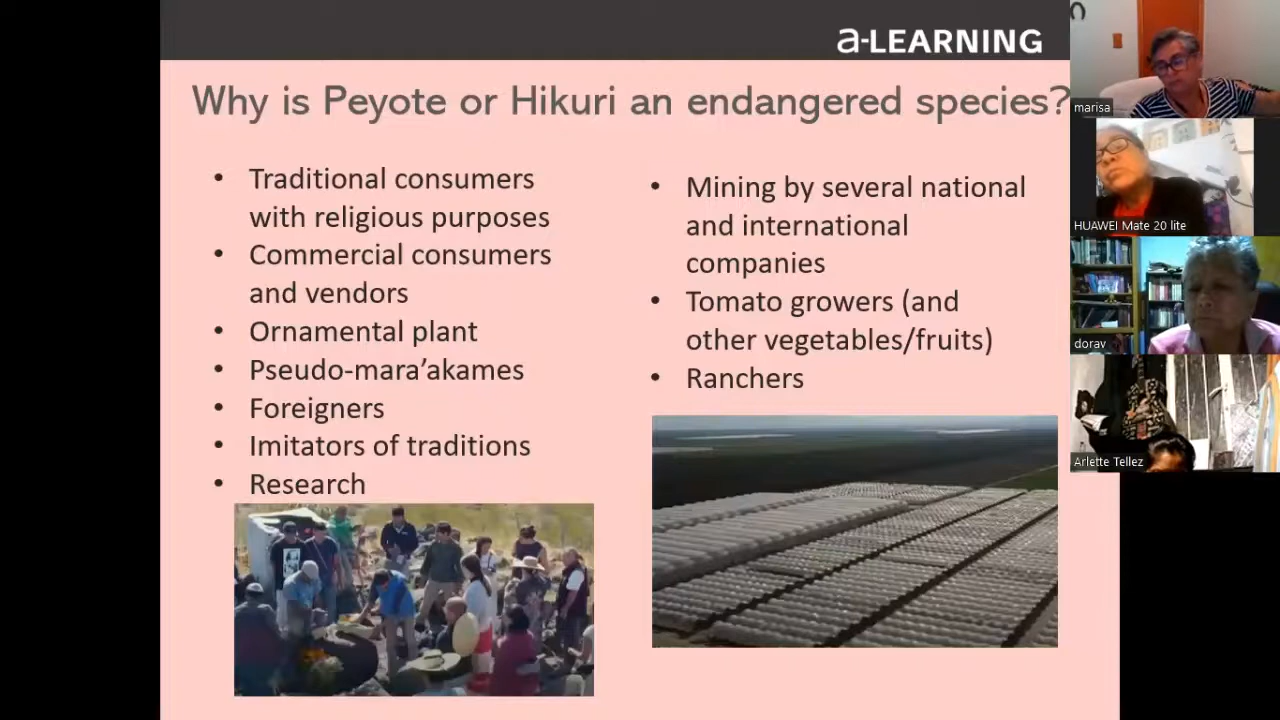 a-LEARNING
Why is Peyote or Hikuri an endangered species?
• Traditional consumers
with religious purposes
• Commercial consumers
and vendors
• Ornamental plant
• Pseudo-mara’akames
• Foreigners
• Imitators of traditions
• Research
• Mining by several national
and international
companies
• Tomato growers (and
other vegetables/fruits)
• Ranchers
marisa
HUAWEI Mate 20 lite
dorav
Arlette Tellez